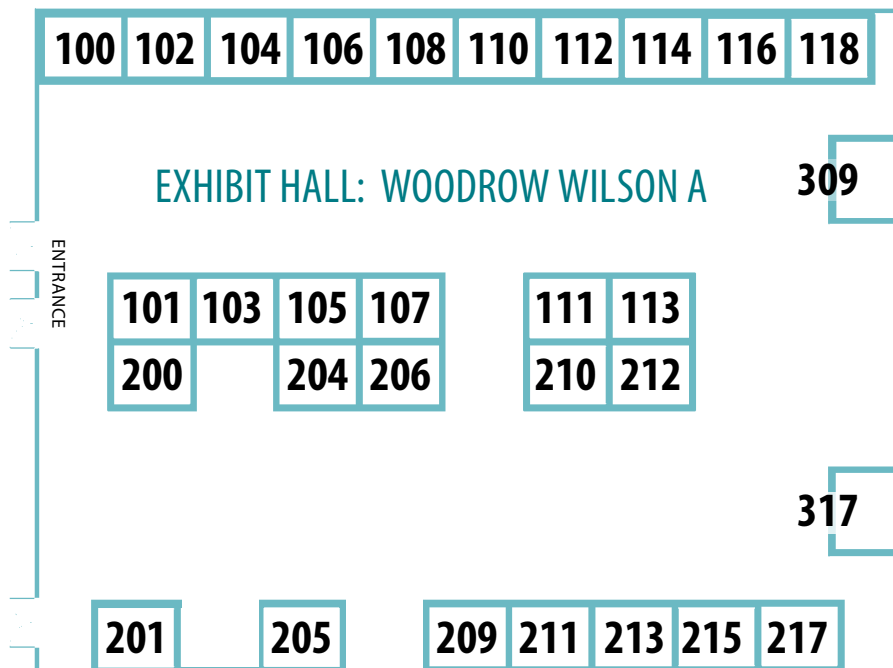 100 102 104 106 108 110 112 114 116 118
EXHIBIT HALL: WOODROW WILSON A
309
ENTRANCE
101 103 105 107 111 113
200 204 206 210 212
317
201 205 209 211 213 215 217